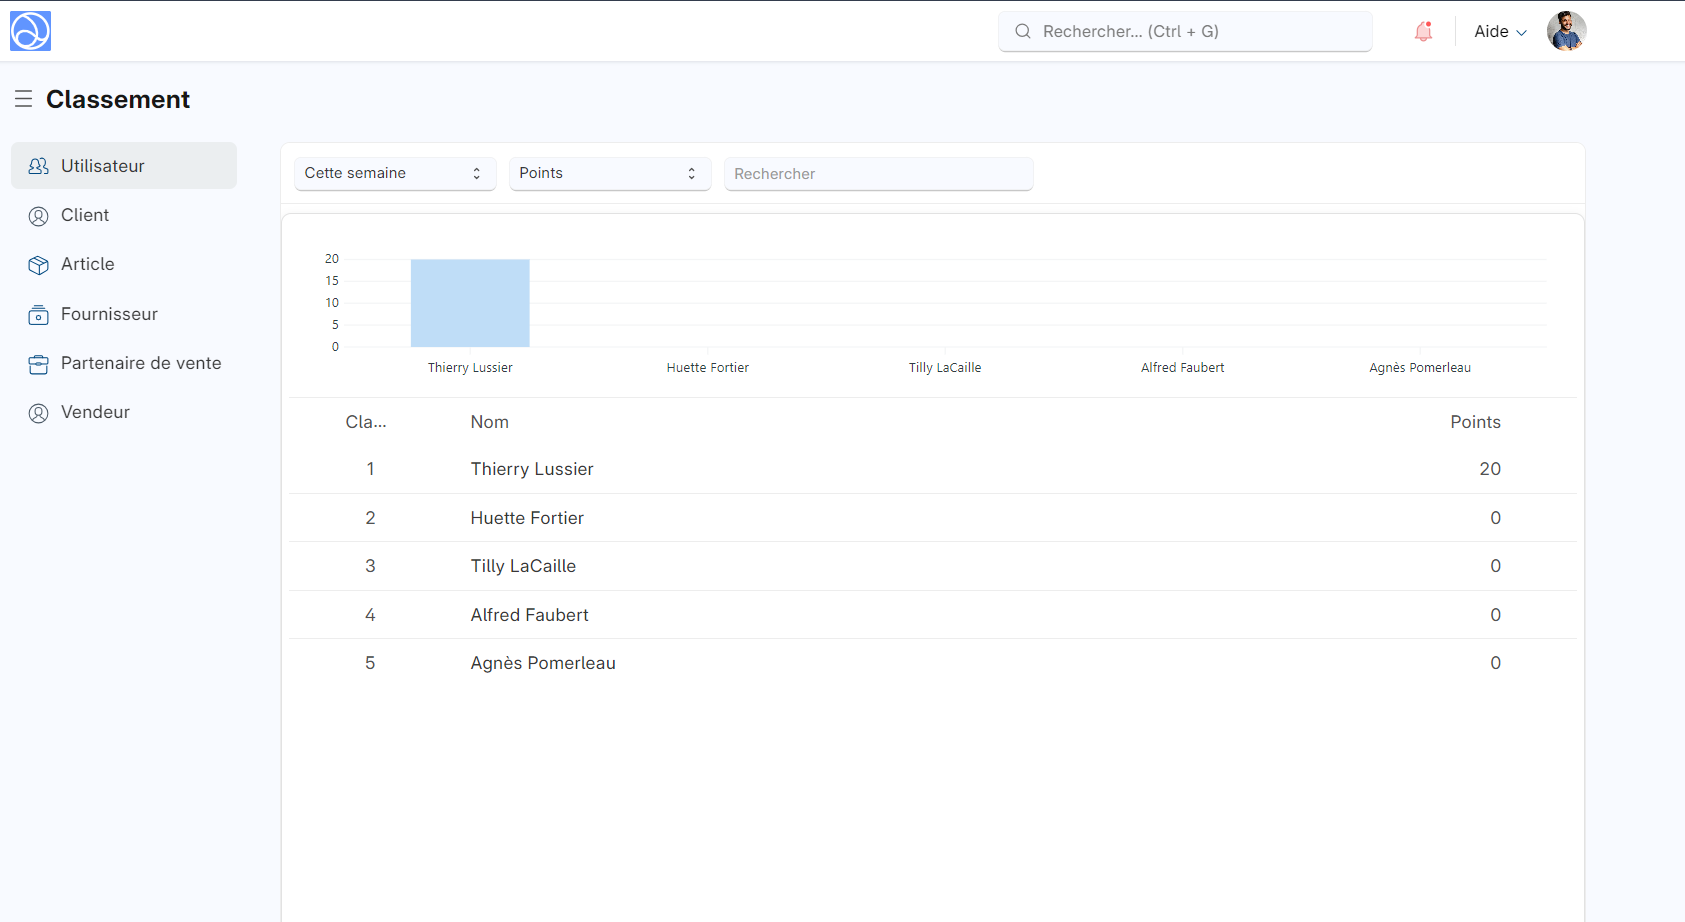 Rechercher... (Ctrl + G)
Aide
Classement
Utilisateur
Client
Article
Fournisseur
Partenaire de vente
Vendeur
Cette semaine
Points
Rechercher
20
15
10
5
0
Thierry Lussier
Huette Fortier
Tilly LaCaille
Alfred Faubert
Agnès Pomerleau
Cla... Nom Points
1 Thierry Lussier 20
2 Huette Fortier 0
3 Tilly LaCaille 0
4 Alfred Faubert 0
5 Agnès Pomerleau 0